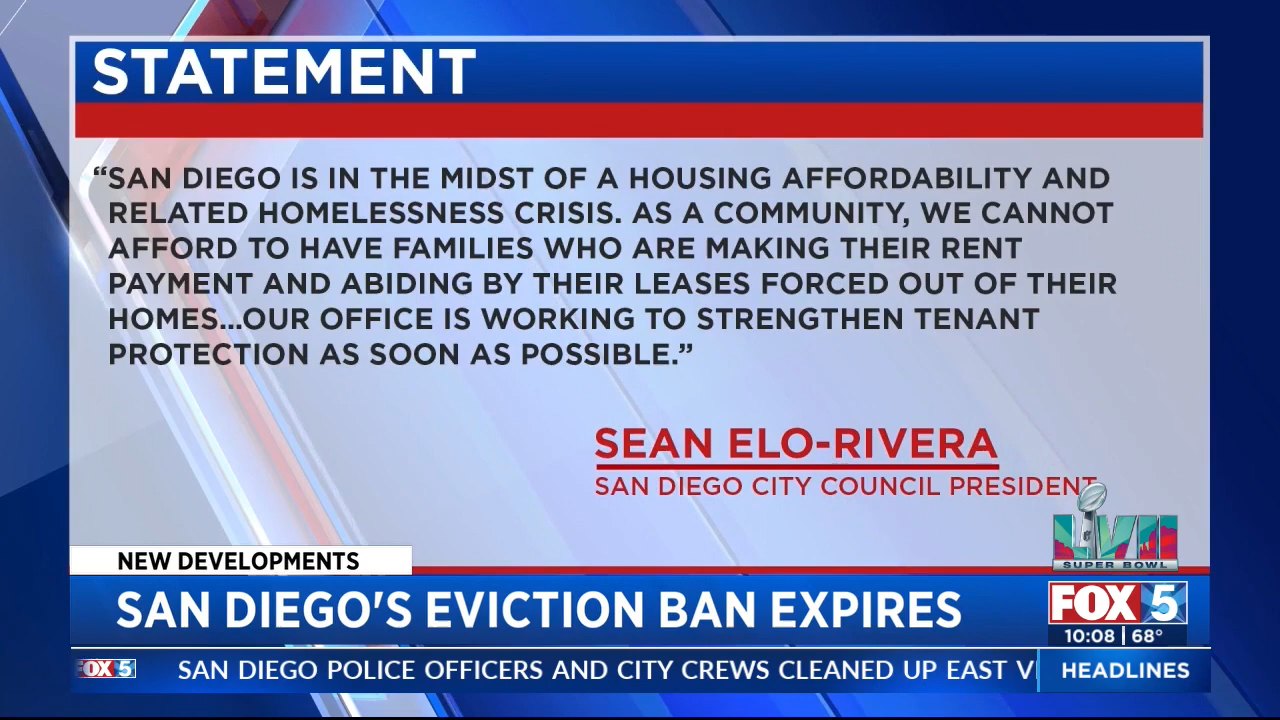 STATEMENT
“SAN DIEGO IS IN THE MIDST OF A HOUSING AFFORDABILITY AND
RELATED HOMELESSNESS CRISIS. AS A COMMUNITY, WE CANNOT
AFFORD TO HAVE FAMILIES WHO ARE MAKING THEIR RENT
PAYMENT AND ABIDING BY THEIR LEASES FORCED OUT OF THEIR
HOMES...OUR OFFICE IS WORKING TO STRENGTHEN TENANT
PROTECTION AS SOON AS POSSIBLE.”
SEAN ELO-RIVERA
SAN DIEGO CITY COUNCIL PRESIDENT
LVII
SUPER BOWL
NEW DEVELOPMENTS
SAN DIEGO'S EVICTION BAN EXPIRES
FOX 5
10:08 | 68°
FOX 5
SAN DIEGO POLICE OFFICERS AND CITY CREWS CLEANED UP EAST
HEADLINES